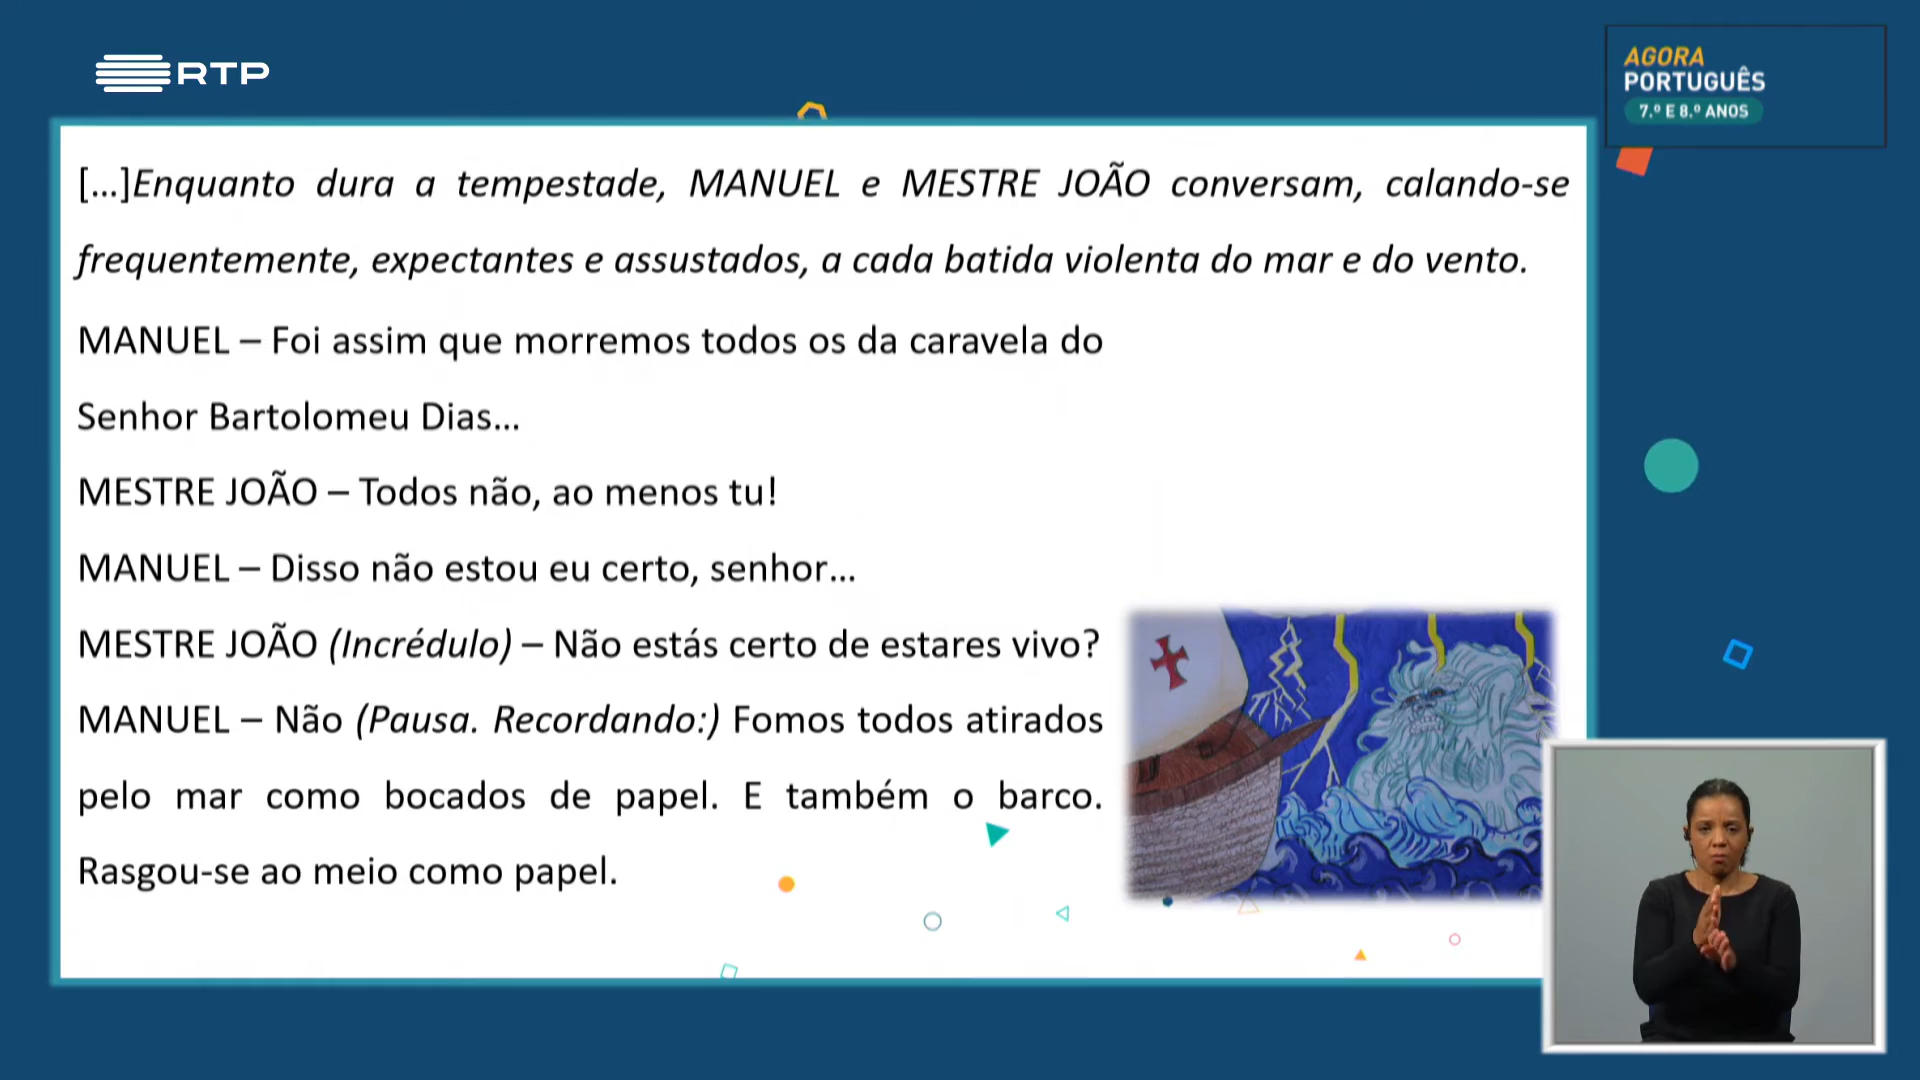 RTP
AGORA
PORTUGUÊS
7.º E 8.º ANOS
[...]Enquanto dura a tempestade, MANUEL e MESTRE JOÃO conversam, calando-se
frequentemente, expectantes e assustados, a cada batida violenta do mar e do vento.
MANUEL – Foi assim que morremos todos os da caravela do
Senhor Bartolomeu Dias...
MESTRE JOÃO – Todos não, ao menos tu!
MANUEL – Disso não estou eu certo, senhor...
MESTRE JOÃO (Incrédulo) – Não estás certo de estares vivo?
MANUEL – Não (Pausa. Recordando:) Fomos todos atirados
pelo mar como bocados de papel. E também o barco.
Rasgou-se ao meio como papel.